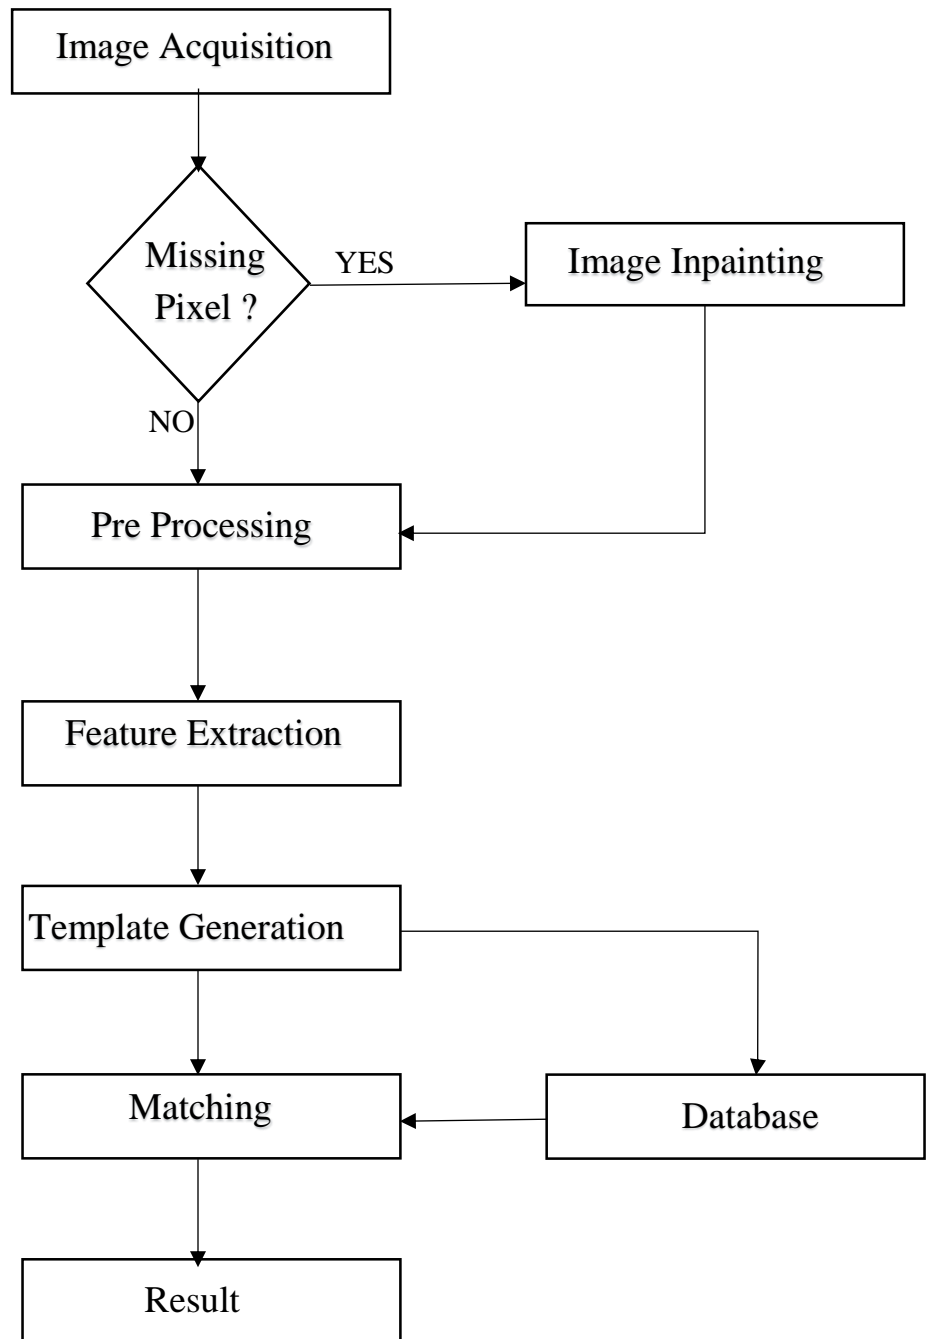 Image Acquisition
Missing
Pixel ?
YES
Image Inpainting
NO
Pre Processing
Feature Extraction
Template Generation
Matching
Database
Result